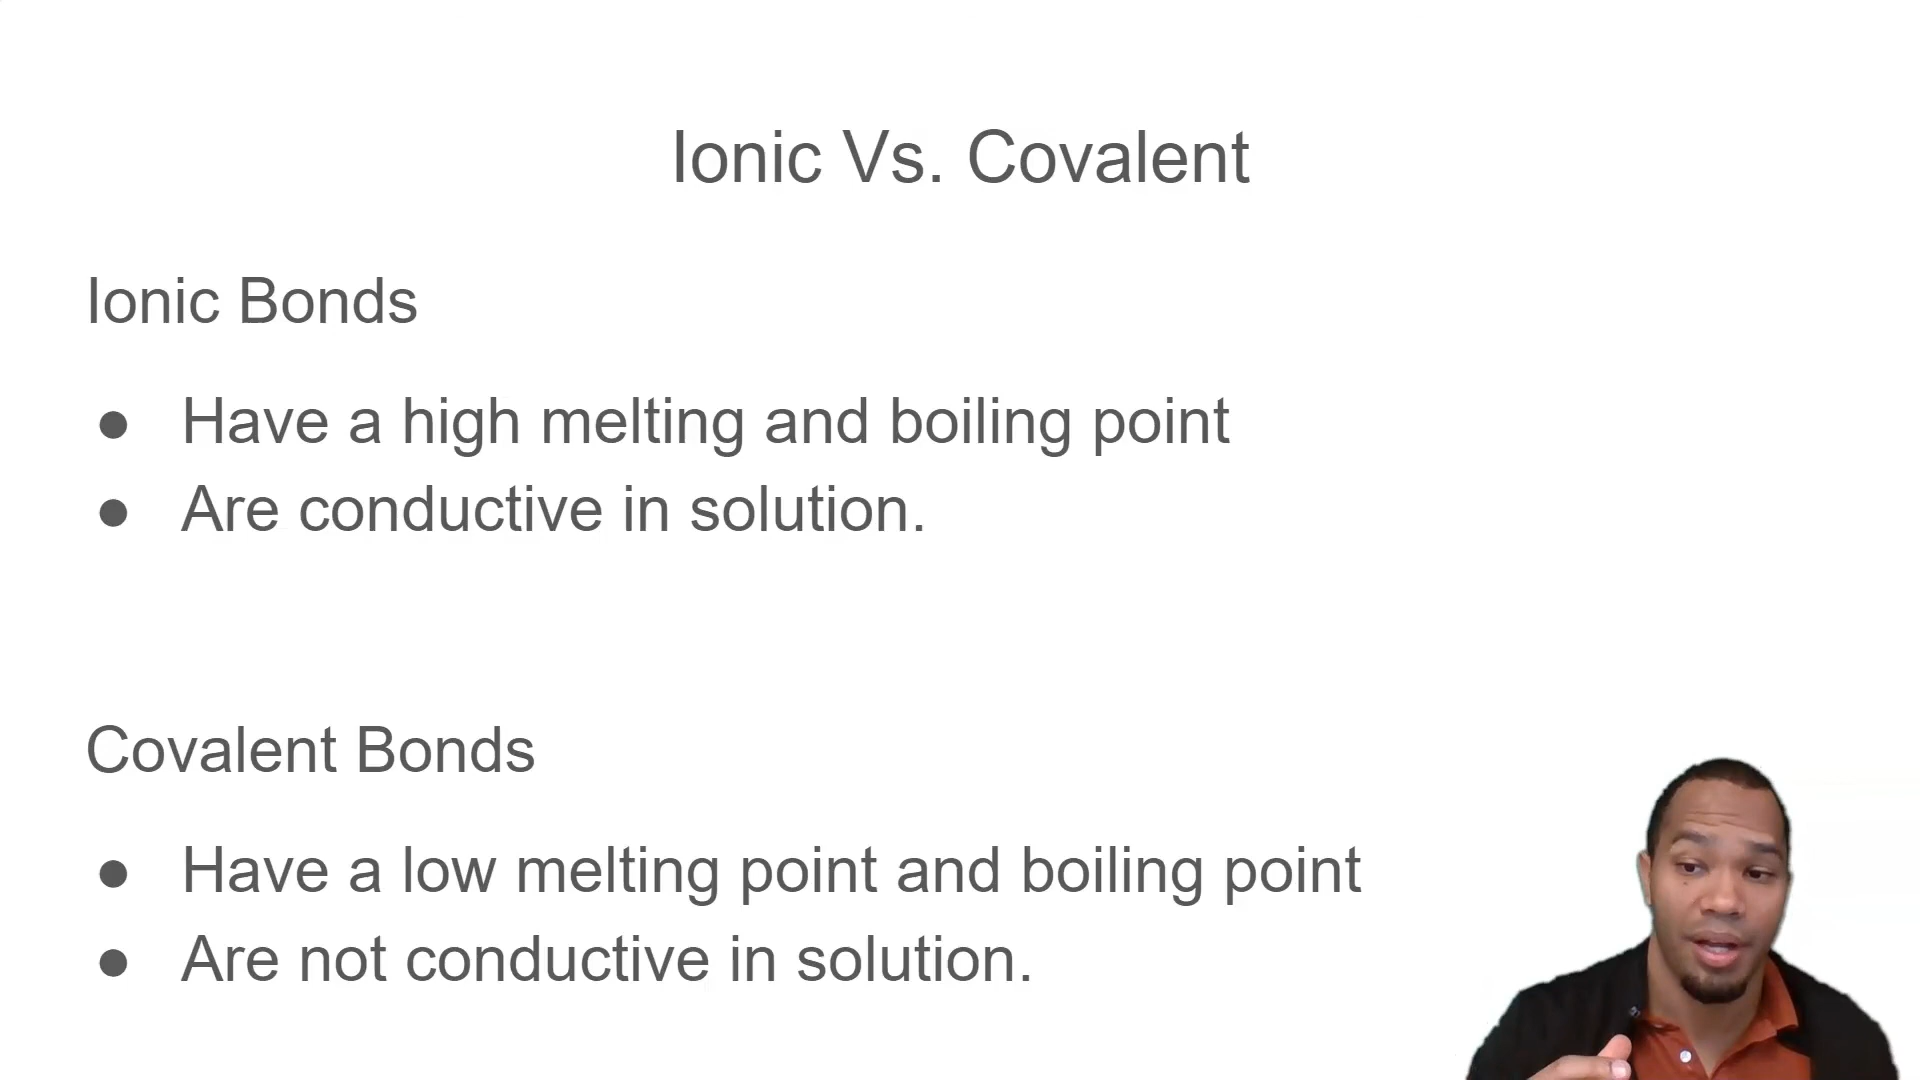 Ionic Vs. Covalent
Ionic Bonds
● Have a high melting and boiling point
● Are conductive in solution.
Covalent Bonds
● Have a low melting point and boiling point
● Are not conductive in solution.